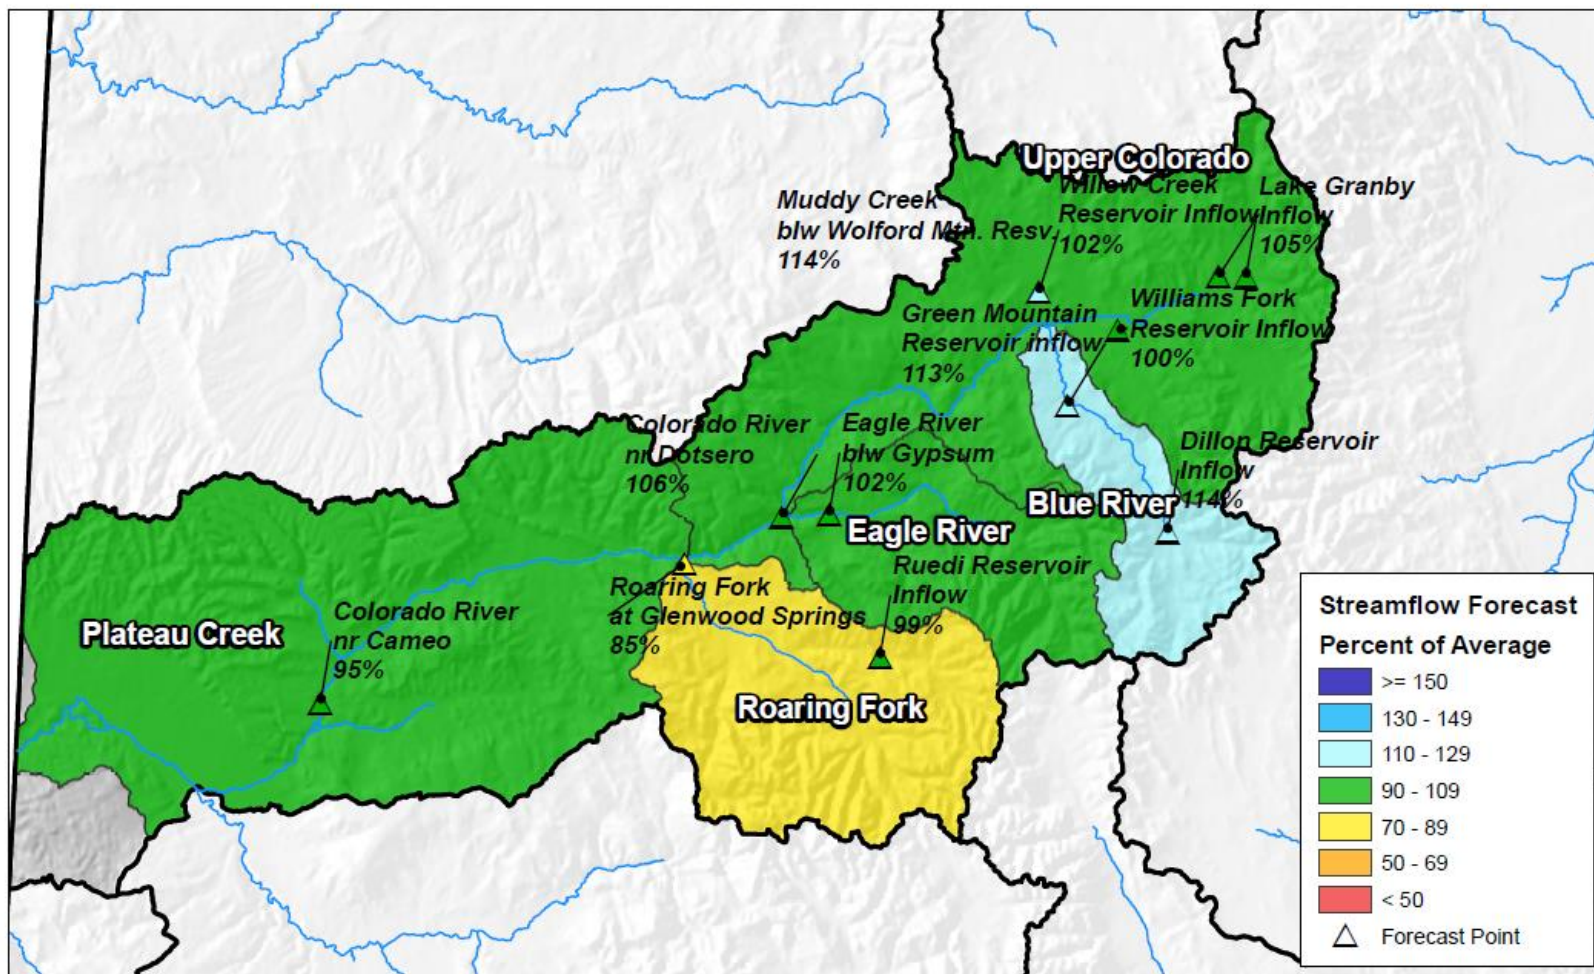 Upper Colorado
Muddy Creek
blw Wolford Mtn. Resv.
114%
Willow Creek
Reservoir Inflow
102%
Lake Granby
Inflow
105%
Green Mountain
Reservoir inflow
113%
Williams Fork
Reservoir Inflow
100%
Colorado River
nr Dotsero
106%
Eagle River
blw Gypsum
102%
Dillon Reservoir
Inflow
114%
Blue River
Eagle River
Ruedi Reservoir
Inflow
99%
Roaring Fork
at Glenwood Springs
85%
Colorado River
nr Cameo
95%
Plateau Creek
Roaring Fork
Streamflow Forecast
Percent of Average
>= 150
130 - 149
110 - 129
90 - 109
70 - 89
50 - 69
< 50
Forecast Point